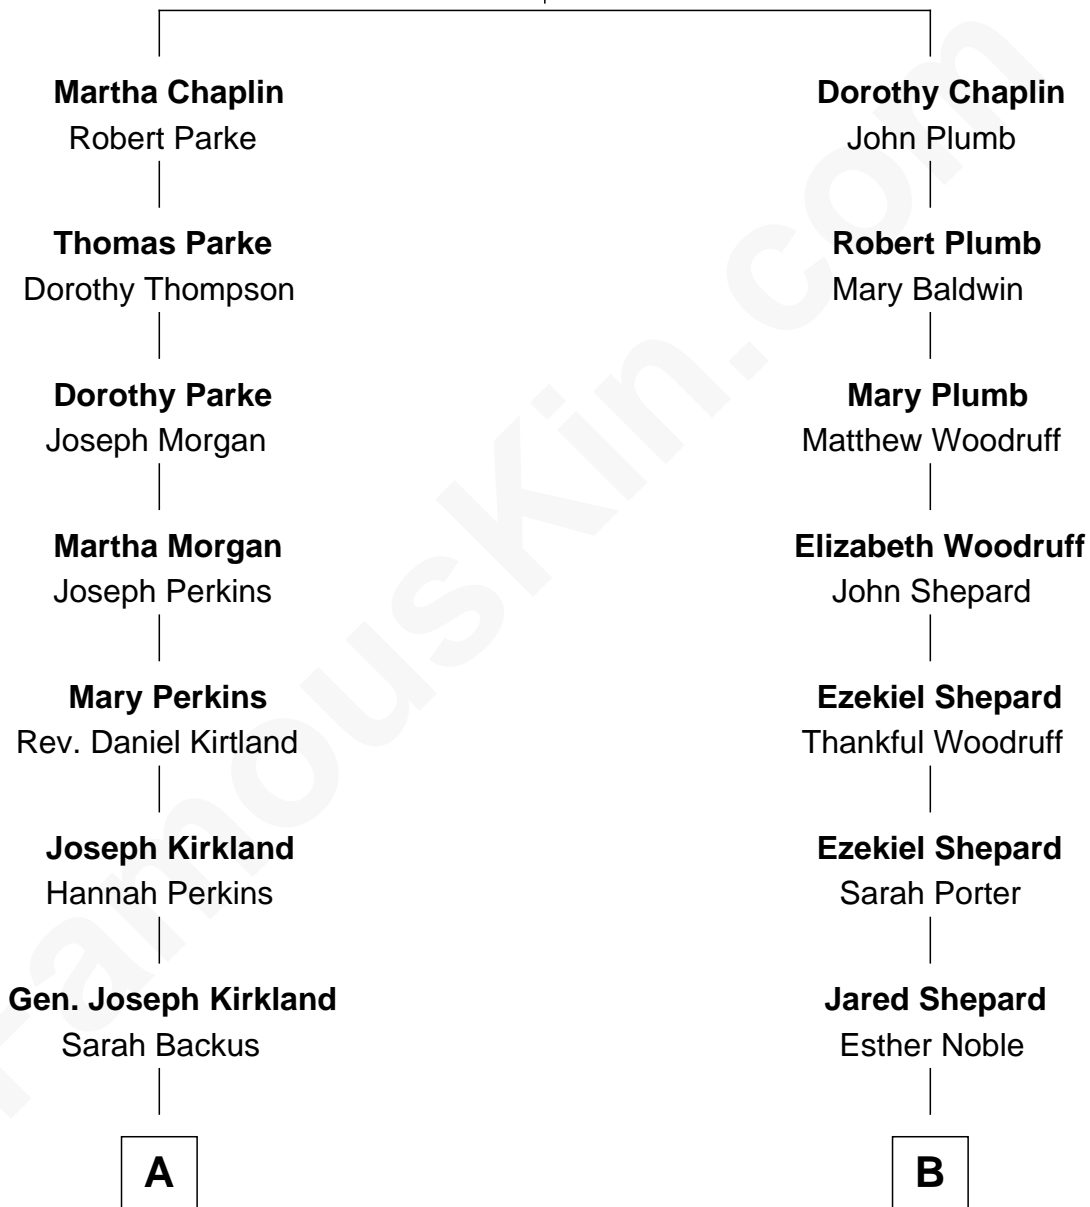 Martha Chaplin
Robert Parke
Thomas Parke
Dorothy Thompson
Dorothy Parke
Joseph Morgan
Martha Morgan
Joseph Perkins
Mary Perkins
Rev. Daniel Kirtland
Joseph Kirkland
Hannah Perkins
Gen. Joseph Kirkland
Sarah Backus
A
Dorothy Chaplin
John Plumb
Robert Plumb
Mary Baldwin
Mary Plumb
Matthew Woodruff
Elizabeth Woodruff
John Shepard
Ezekiel Shepard
Thankful Woodruff
Ezekiel Shepard
Sarah Porter
Jared Shepard
Esther Noble
B
FamousKin.com